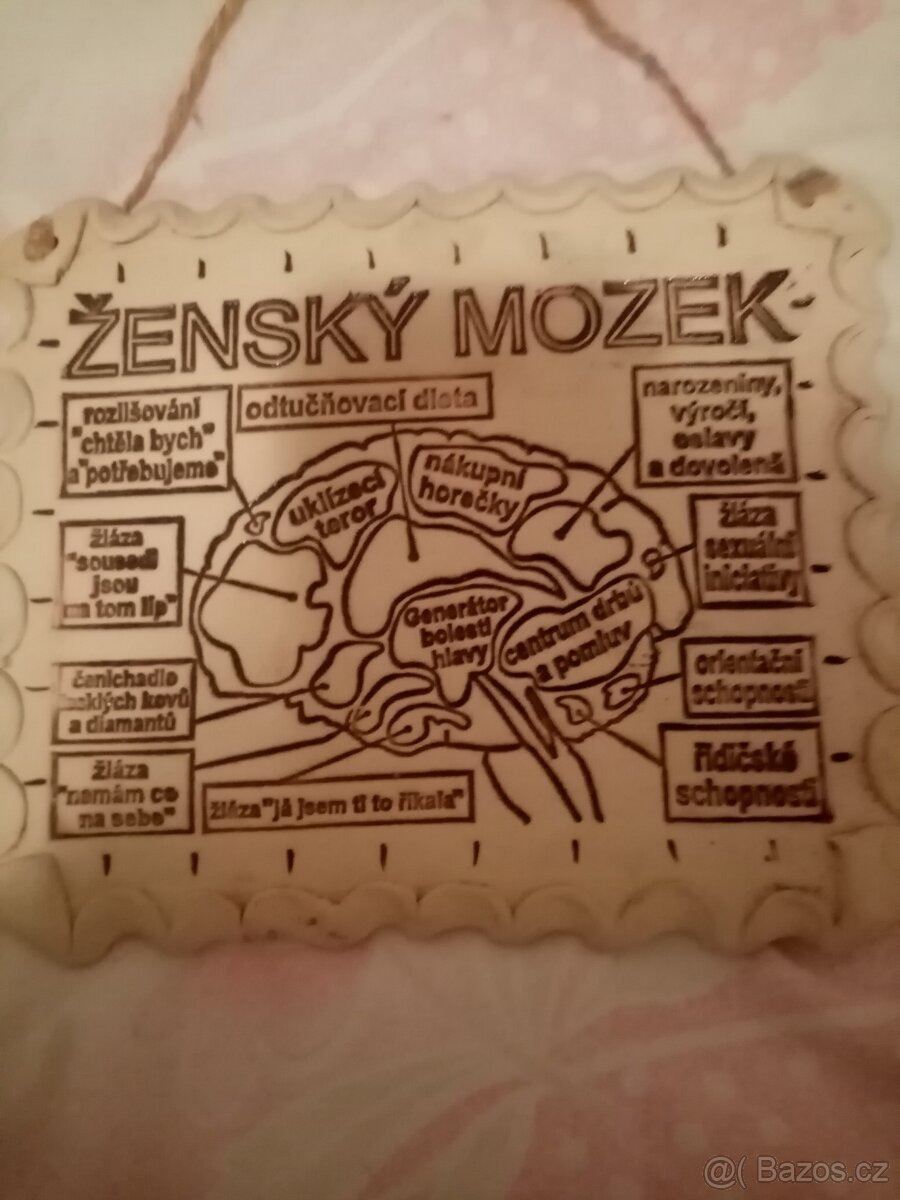 ŽENSKÝ MOZEK
rozlišování
"chtěla bych"
a "potřebujeme"
odtučňovací dieta
narozeniny,
výročí,
oslavy
a dovolená
uklízecí
teror
nákupní
horečky
žláza
"sousedi
jsou
na tom líp"
žláza
sexuální
iniciativy
Generátor
bolesti
hlavy
centrum drbů
a pomluv
čenichadlo
kovů
a diamantů
orientační
schopnosti
žláza
"nemám co
na sebe"
žláza "já jsem ti to říkala"
řidičské
schopnosti
@( Bazos.cz